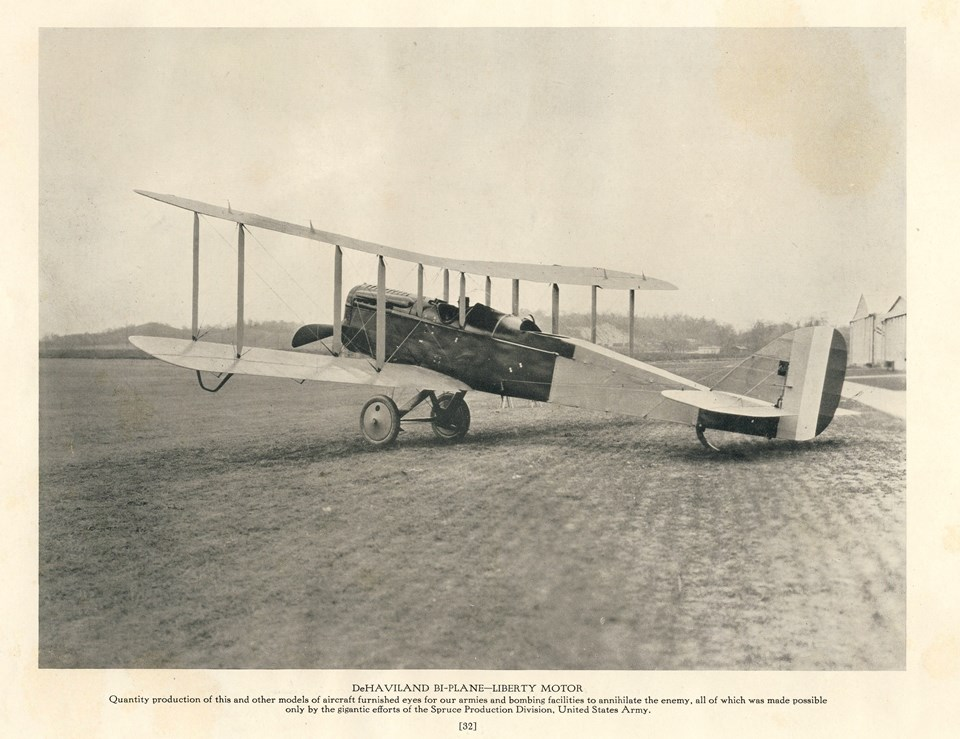 DeHAVILAND BI-PLANE—LIBERTY MOTOR
Quantity production of this and other models of aircraft furnished eyes for our armies and bombing facilities to annihilate the enemy, all of which was made possible
only by the gigantic efforts of the Spruce Production Division, United States Army.
[32]